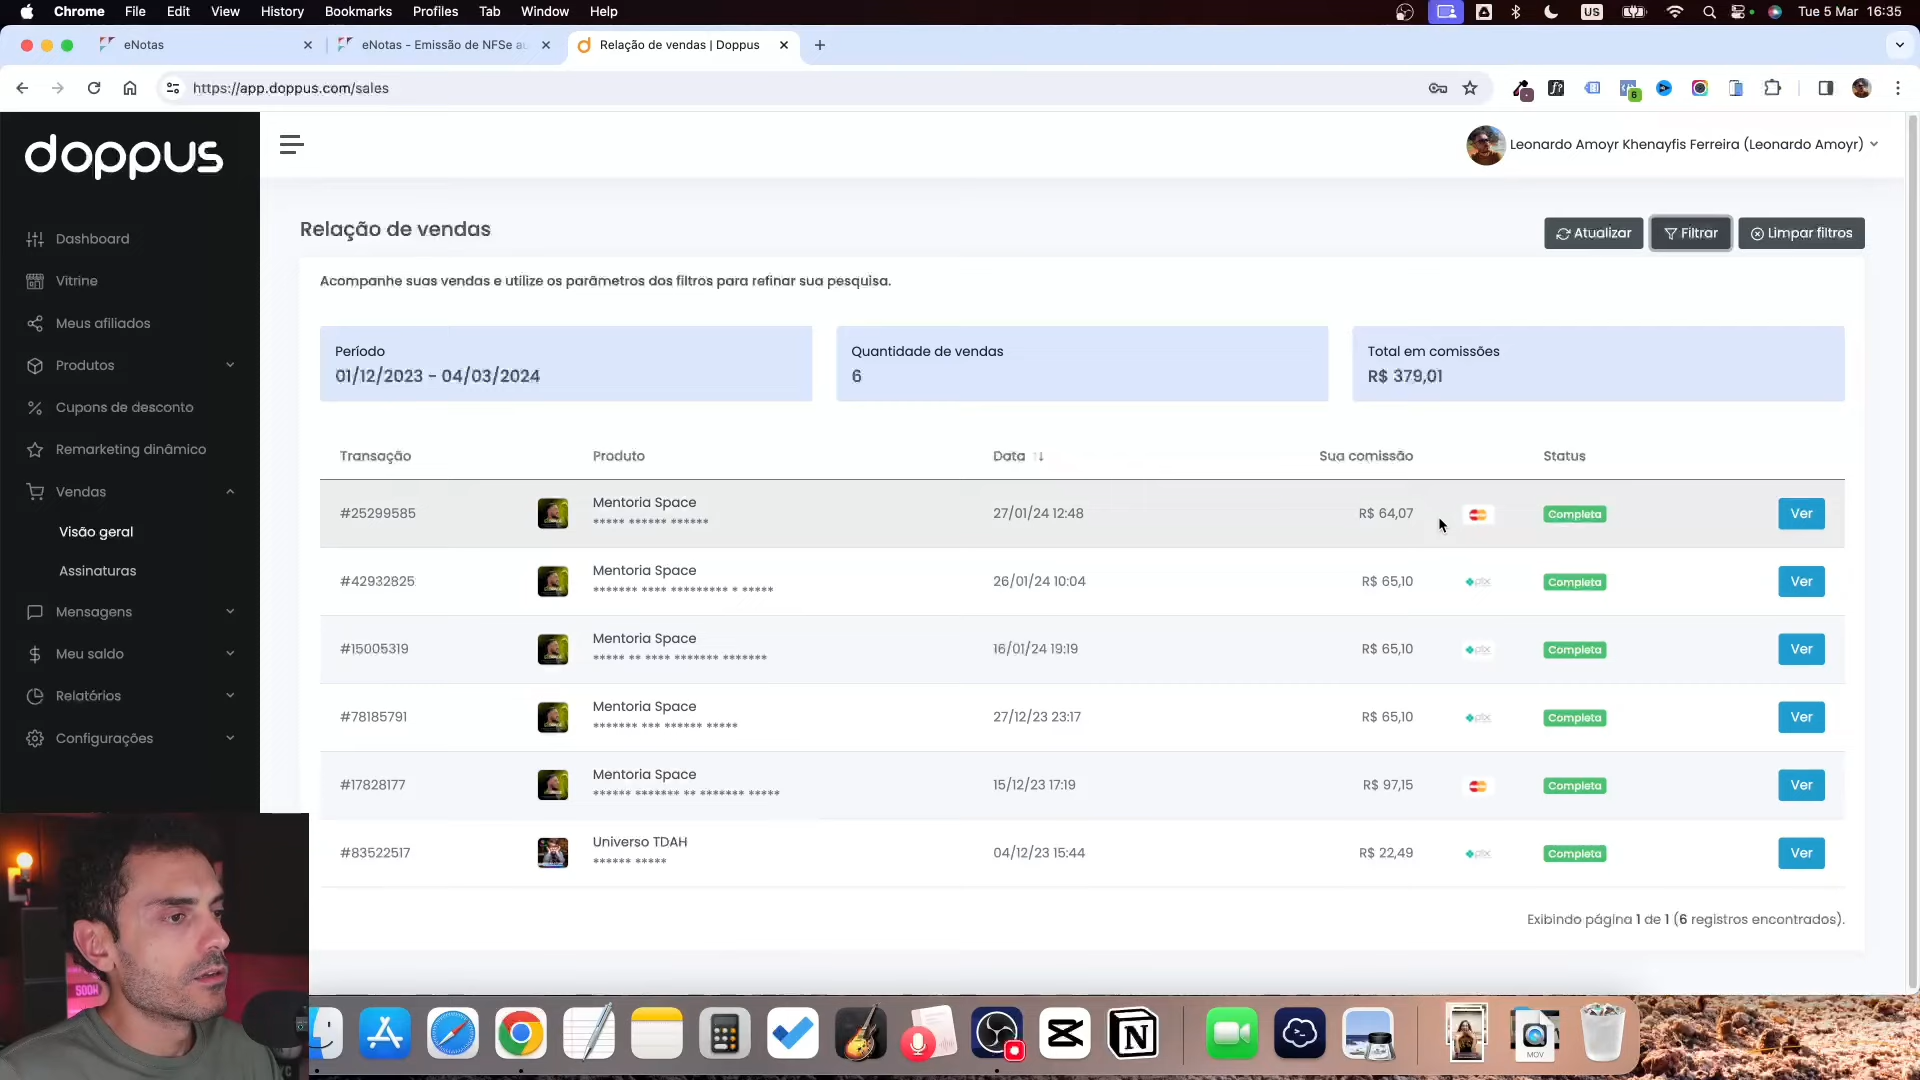 Chrome File Edit View History Bookmarks Profiles Tab Window Help US Tue 5 Mar 16:35
eNotas
eNotas - Emissão de NFSe au
Relação de vendas | Doppus
https://app.doppus.com/sales
6
doppus
Leonardo Amoyr Khenayfis Ferreira (Leonardo Amoyr)
Dashboard
Vitrine
Meus afiliados
Produtos
Cupons de desconto
Remarketing dinâmico
Vendas
Visão geral
Assinaturas
Mensagens
Meu saldo
Relatórios
Configurações
Relação de vendas
Atualizar
Filtrar
Limpar filtros
Acompanhe suas vendas e utilize os parâmetros dos filtros para refinar sua pesquisa.
Período
01/12/2023 - 04/03/2024
Quantidade de vendas
6
Total em comissões
R$ 379,01
Transação Produto Data Sua comissão Status
#25299585 Mentoria Space 27/01/24 12:48 R$ 64,07 Completa Ver
***** ****** ******
#42932825 Mentoria Space 26/01/24 10:04 R$ 65,10 pix Completa Ver
******* **** ********* * *****
#15005319 Mentoria Space 16/01/24 19:19 R$ 65,10 pix Completa Ver
***** ** **** ******* *******
#78185791 Mentoria Space 27/12/23 23:17 R$ 65,10 pix Completa Ver
******* *** ****** *****
#17828177 Mentoria Space 15/12/23 17:19 R$ 97,15 Completa Ver
****** ******* ** ******* *****
#83522517 Universo TDAH 04/12/23 15:44 R$ 22,49 pix Completa Ver
****** *****
Exibindo página 1 de 1 (6 registros encontrados).
SOON
MOV